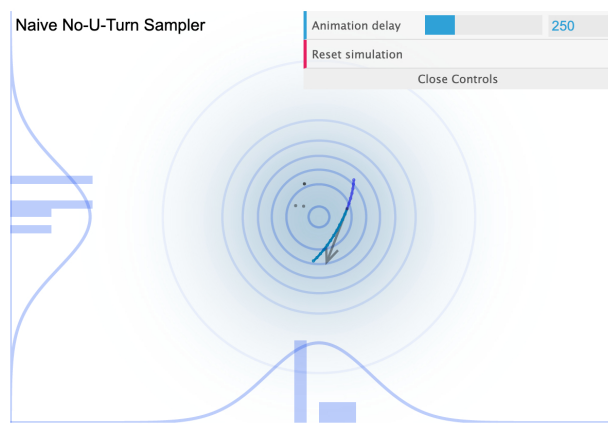 Naive No-U-Turn Sampler
Animation delay 250
Reset simulation
Close Controls